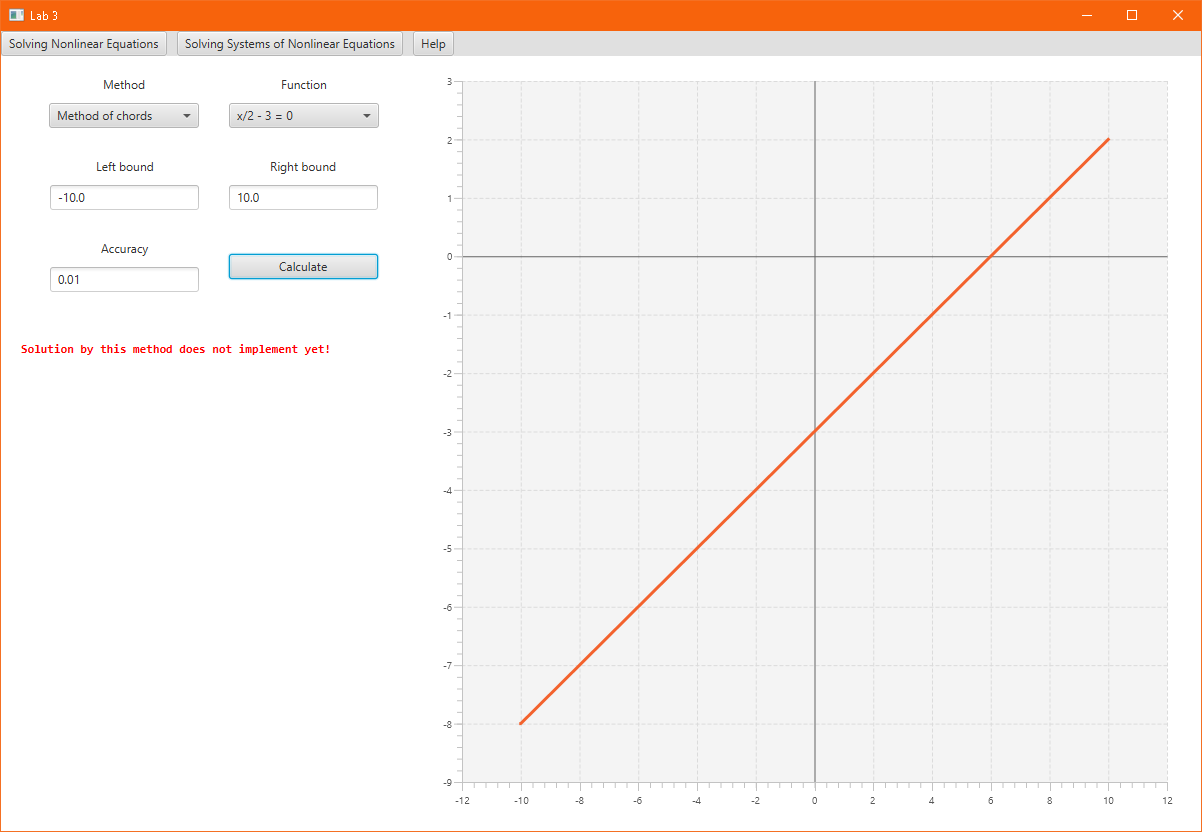 Lab 3
Solving Nonlinear Equations Solving Systems of Nonlinear Equations Help
Method Function
Method of chords x/2 - 3 = 0
Left bound Right bound
-10.0 10.0
Accuracy
0.01 Calculate
Solution by this method does not implement yet!
3
2
1
0
-1
-2
-3
-4
-5
-6
-7
-8
-9
-12 -10 -8 -6 -4 -2 0 2 4 6 8 10 12